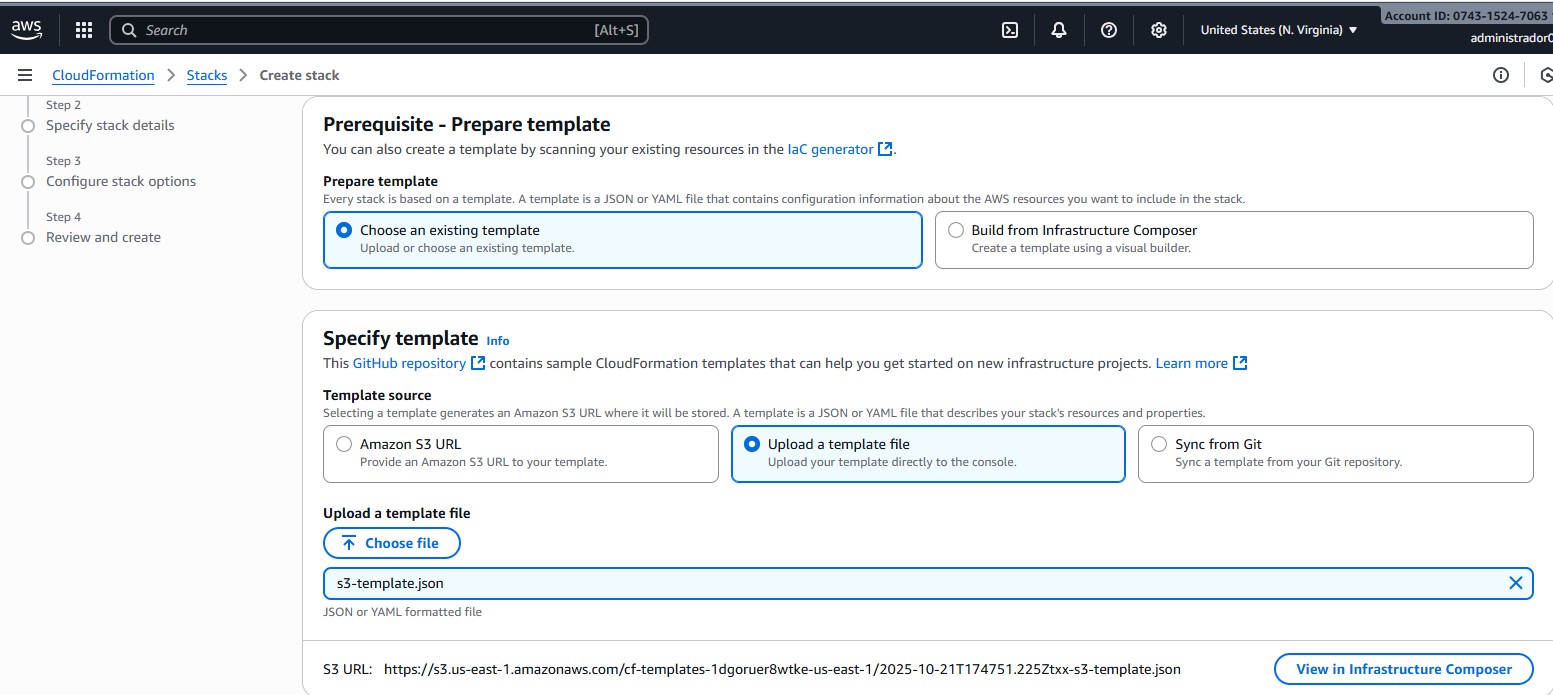 aws
Search
[Alt+S]
United States (N. Virginia)
Account ID: 0743-1524-7063
administrador0
CloudFormation
Stacks
Create stack
Step 2
Specify stack details
Step 3
Configure stack options
Step 4
Review and create
Prerequisite - Prepare template
You can also create a template by scanning your existing resources in the IaC generator.
Prepare template
Every stack is based on a template. A template is a JSON or YAML file that contains configuration information about the AWS resources you want to include in the stack.
Choose an existing template
Upload or choose an existing template.
Build from Infrastructure Composer
Create a template using a visual builder.
Specify template Info
This GitHub repository contains sample CloudFormation templates that can help you get started on new infrastructure projects. Learn more
Template source
Selecting a template generates an Amazon S3 URL where it will be stored. A template is a JSON or YAML file that describes your stack's resources and properties.
Amazon S3 URL
Provide an Amazon S3 URL to your template.
Upload a template file
Upload your template directly to the console.
Sync from Git
Sync a template from your Git repository.
Upload a template file
Choose file
s3-template.json
JSON or YAML formatted file
S3 URL: https://s3.us-east-1.amazonaws.com/cf-templates-1dgoruer8wtke-us-east-1/2025-10-21T174751.225Ztxx-s3-template.json
View in Infrastructure Composer